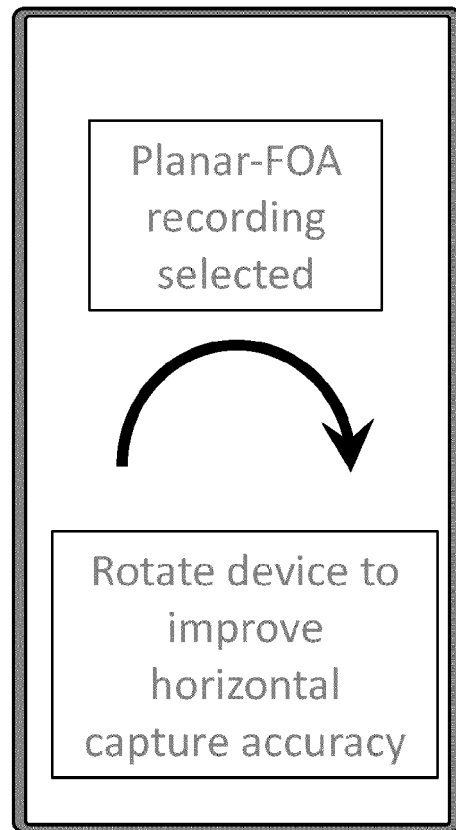 Planar-FOA
recording
selected
Rotate device to
improve
horizontal
capture accuracy